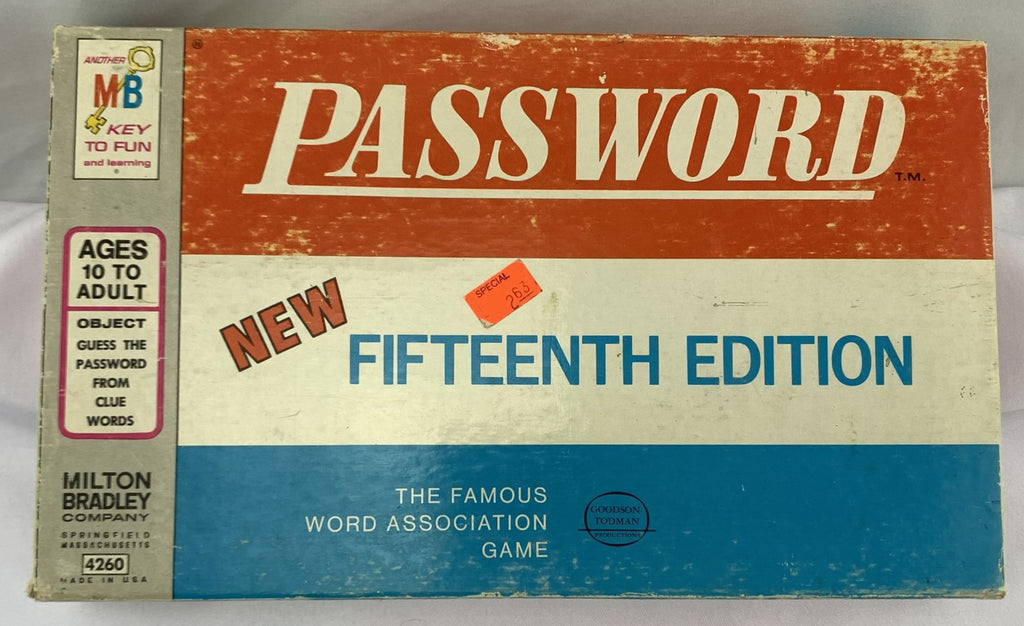 ANOTHER
MB
KEY
TO FUN
and learning
®
AGES
10 TO
ADULT
OBJECT
GUESS THE
PASSWORD
FROM
CLUE
WORDS
MILTON
BRADLEY
COMPANY
SPRINGFIELD
MASSACHUSETTS
4260
MADE IN USA
®
PASSWORD
T.M.
SPECIAL
263
NEW
FIFTEENTH EDITION
THE FAMOUS
WORD ASSOCIATION
GAME
GOODSON
TODMAN
PRODUCTIONS